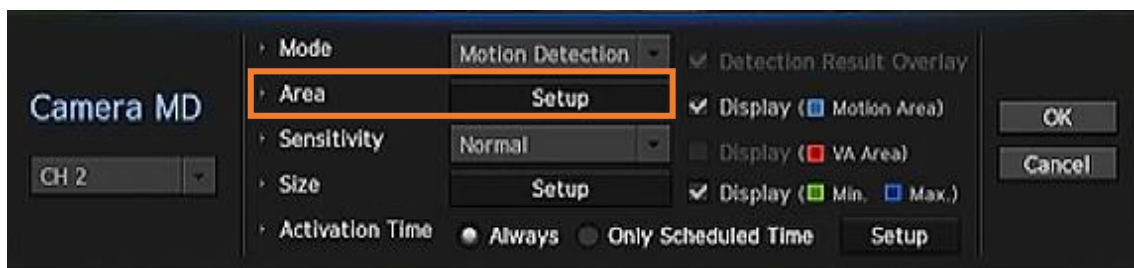 Camera MD
CH 2
Mode Motion Detection Detection Result Overlay
Area Setup Display ( Motion Area)
Sensitivity Normal Display ( VA Area)
Size Setup Display ( Min. Max.)
Activation Time Always Only Scheduled Time Setup
OK
Cancel